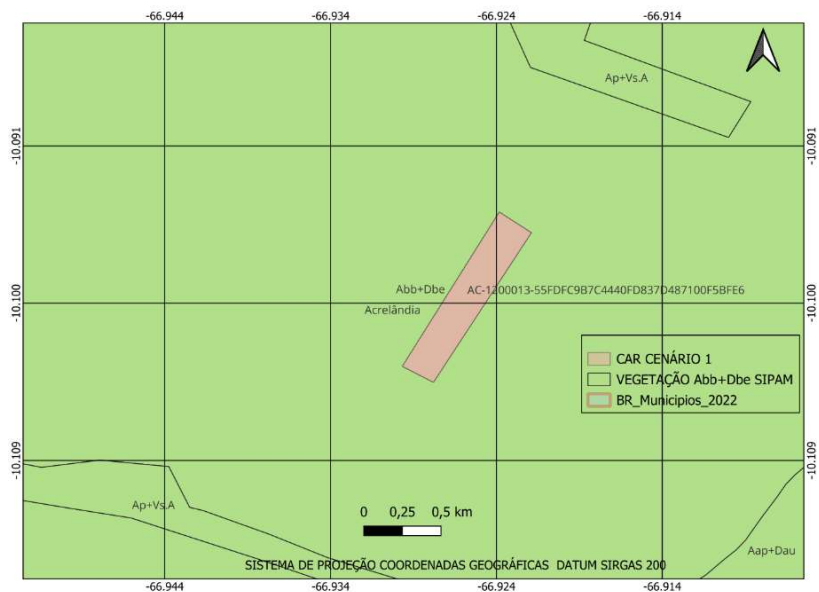 -66.944 -66.934 -66.924 -66.914
Ap+Vs.A
-10.091 -10.091
Abb+Dbe AC-1200013-55FDFC9B7C4440FD837D487100F5BFE6
-10.100 -10.100
Acrelândia
CAR CENÁRIO 1
VEGETAÇÃO Abb+Dbe SIPAM
BR_Municipios_2022
-10.109 -10.109
Ap+Vs.A
0 0,25 0,5 km
Aap+Dau
SISTEMA DE PROJEÇÃO COORDENADAS GEOGRÁFICAS DATUM SIRGAS 200
-66.944 -66.934 -66.924 -66.914